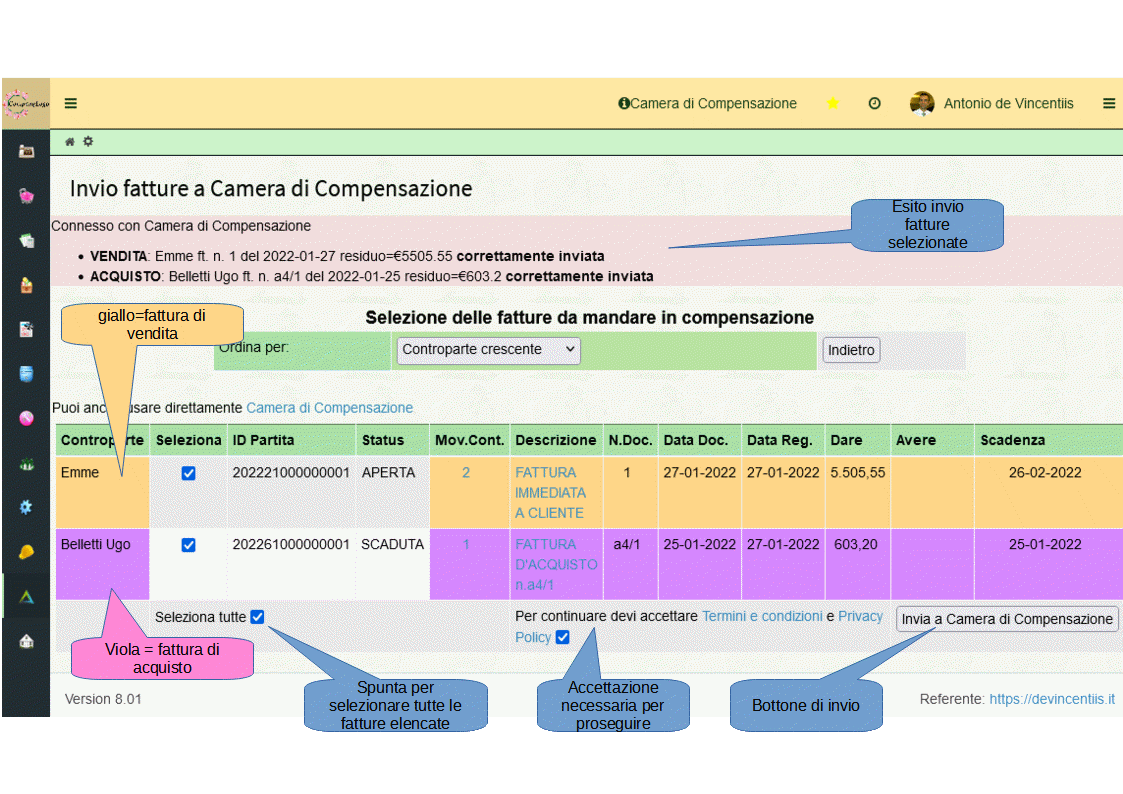 Camera di Compensazione
Antonio de Vincentiis
Invio fatture a Camera di Compensazione
Connesso con Camera di Compensazione
Esito invio
fatture
selezionate
• VENDITA: Emme ft. n. 1 del 2022-01-27 residuo=€5505.55 correttamente inviata
• ACQUISTO: Belletti Ugo ft. n. a4/1 del 2022-01-25 residuo=€603.2 correttamente inviata
giallo=fattura di
vendita
Selezione delle fatture da mandare in compensazione
Ordina per:
Controparte crescente
Indietro
Puoi anche usare direttamente Camera di Compensazione
Controparte Seleziona ID Partita Status Mov.Cont. Descrizione N.Doc. Data Doc. Data Reg. Dare Avere Scadenza
Emme 202221000000001 APERTA 2 FATTURA 1 27-01-2022 27-01-2022 5.505,55 26-02-2022
IMMEDIATA
A CLIENTE
Belletti Ugo 202261000000001 SCADUTA 1 FATTURA a4/1 25-01-2022 27-01-2022 603,20 25-01-2022
D'ACQUISTO
n.a4/1
Seleziona tutte
Per continuare devi accettare Termini e condizioni e Privacy
Policy
Invia a Camera di Compensazione
Viola = fattura di
acquisto
Spunta per
selezionare tutte le
fatture elencate
Accettazione
necessaria per
proseguire
Bottone di invio
Version 8.01
Referente: https://devincentiis.it